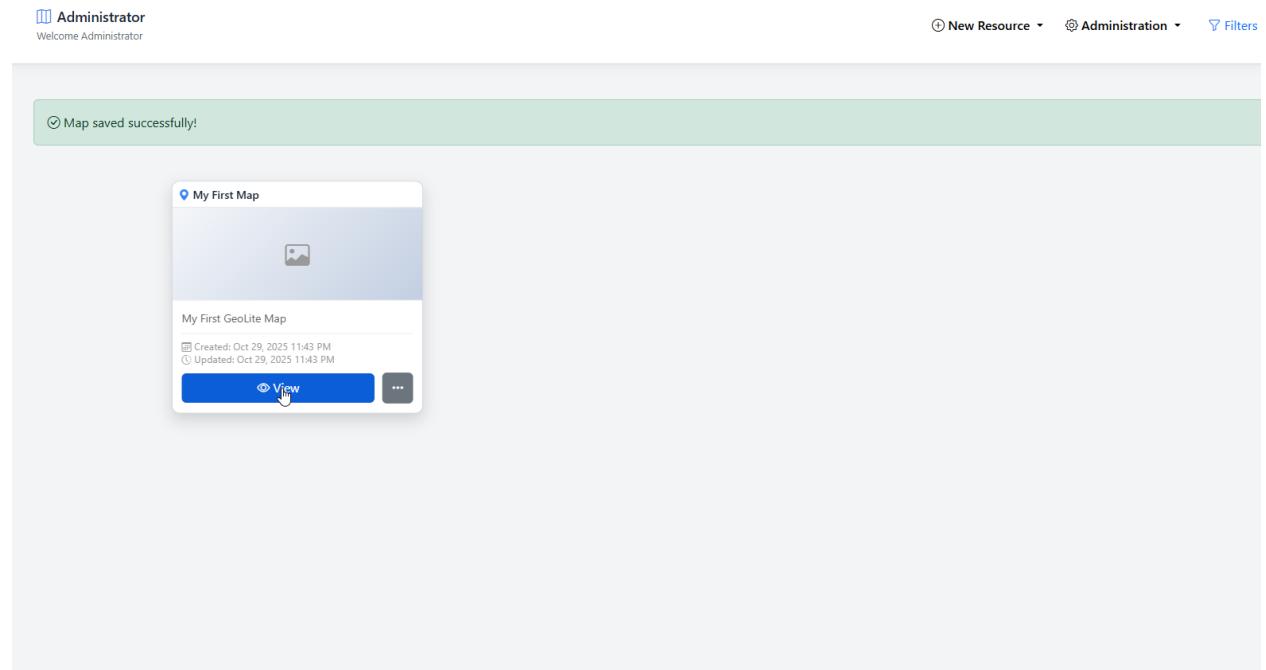 Administrator
Welcome Administrator
New Resource
Administration
Filters
Map saved successfully!
My First Map
My First GeoLite Map
Created: Oct 29, 2025 11:43 PM
Updated: Oct 29, 2025 11:43 PM
View